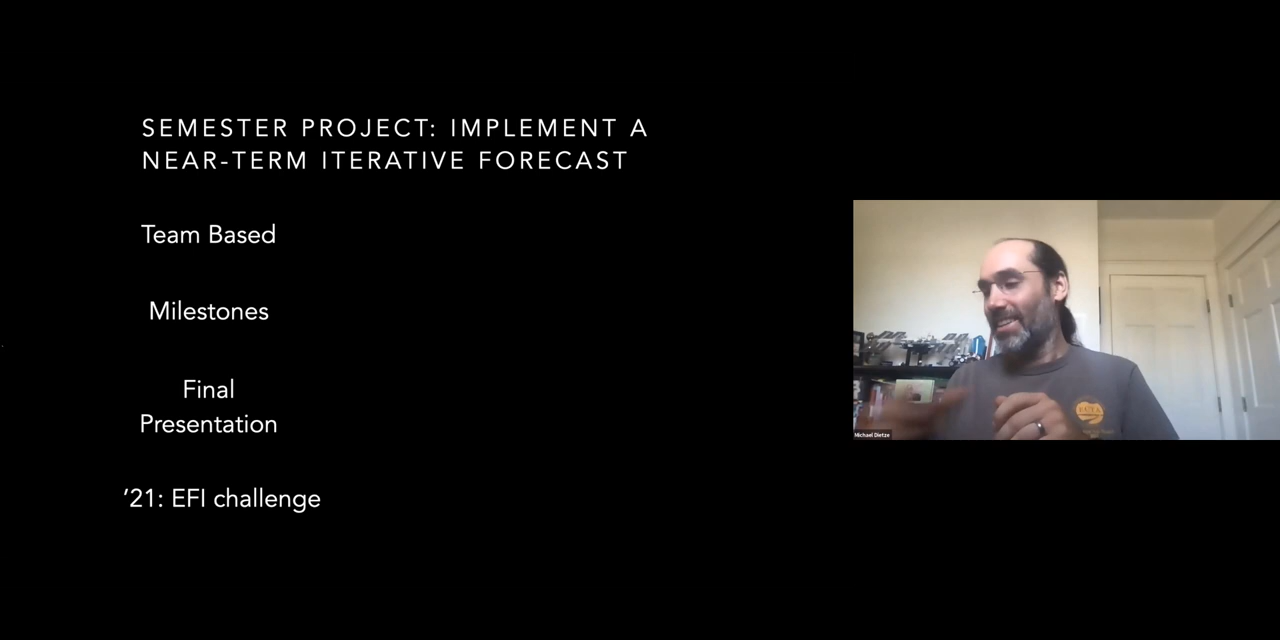 SEMESTER PROJECT: IMPLEMENT A
NEAR-TERM ITERATIVE FORECAST
Team Based
Milestones
Final
Presentation
’21: EFI challenge
Michael Dietze